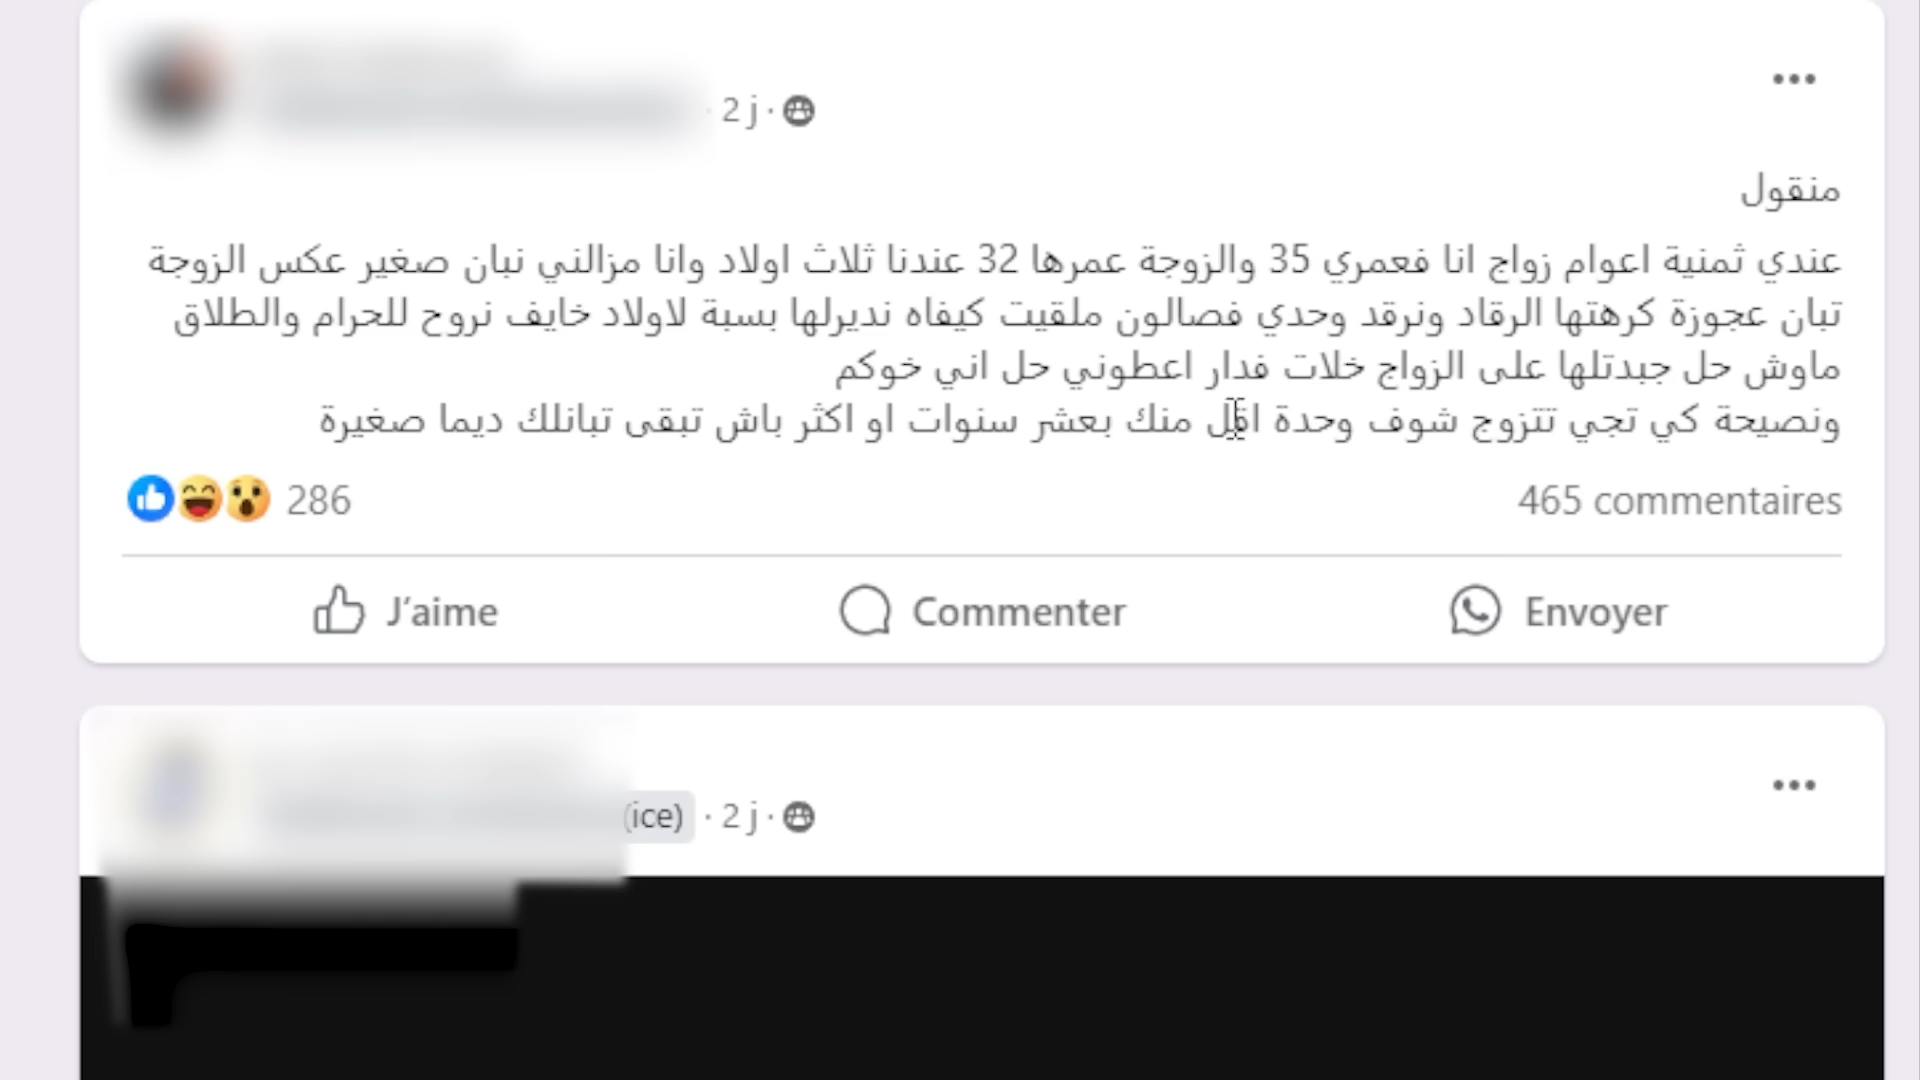 · 2 j ·
منقول
عندي ثمنية اعوام زواج انا فعمري 35 والزوجة عمرها 32 عندنا ثلاث اولاد وانا مزالني نبان صغير عكس الزوجة
تبان عجوزة كرهتها الرقاد ونرقد وحدي فصالون ملقيت كيفاه نديرلها بسبة لاولاد خايف نروح للحرام والطلاق
ماوش حل جبدتلها على الزواج خلات فدار اعطوني حل اني خوكم
ونصيحة كي تجي تتزوج شوف وحدة اقل منك بعشر سنوات او اكثر باش تبقى تبانلك ديما صغيرة
286
465 commentaires
J'aime
Commenter
Envoyer
(ice) · 2 j ·